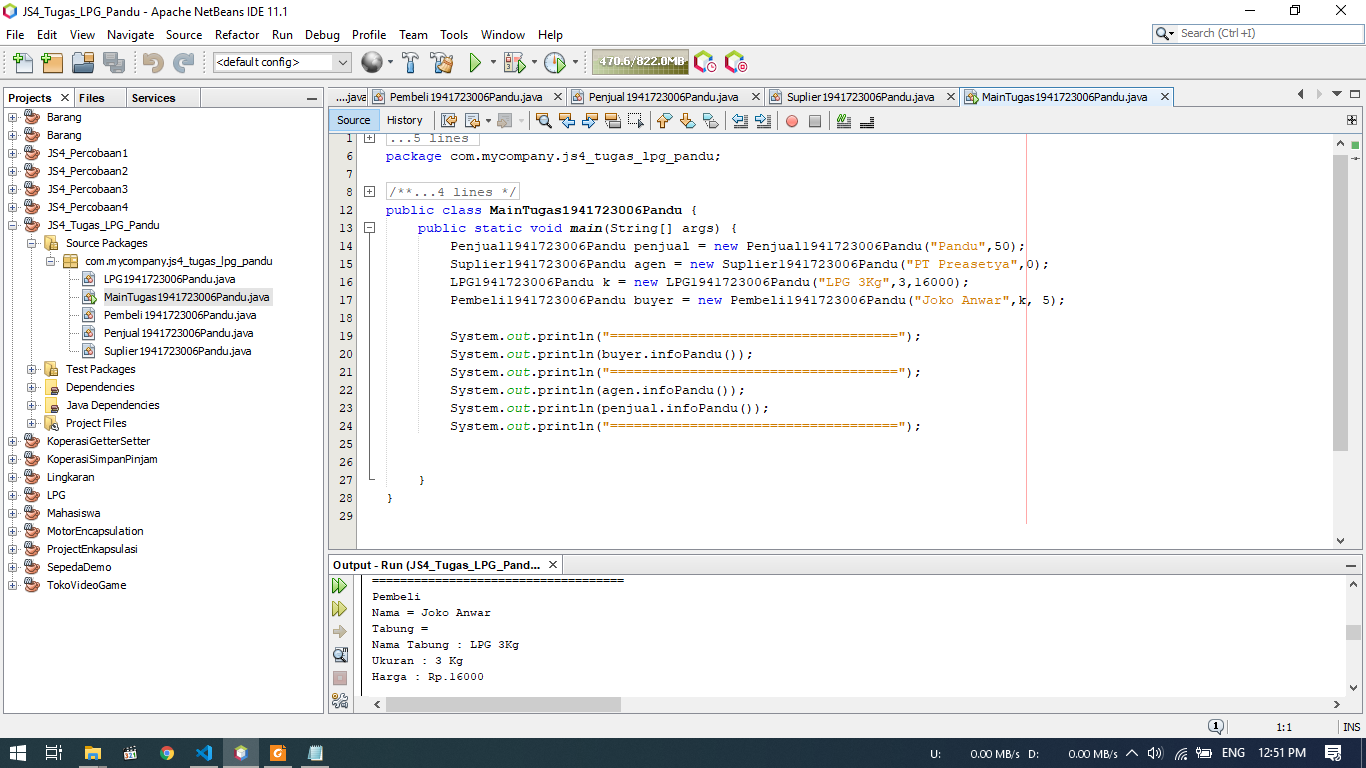 JS4_Tugas_LPG_Pandu - Apache NetBeans IDE 11.1
File Edit View Navigate Source Refactor Run Debug Profile Team Tools Window Help
Search (Ctrl+I)
<default config>
470.6/822.0MB
Projects Files Services
Barang
Barang
JS4_Percobaan1
JS4_Percobaan2
JS4_Percobaan3
JS4_Percobaan4
JS4_Tugas_LPG_Pandu
Source Packages
com.mycompany.js4_tugas_lpg_pandu
LPG1941723006Pandu.java
MainTugas1941723006Pandu.java
Pembeli1941723006Pandu.java
Penjual1941723006Pandu.java
Suplier1941723006Pandu.java
Test Packages
Dependencies
Java Dependencies
Project Files
KoperasiGetterSetter
KoperasiSimpanPinjam
Lingkaran
LPG
Mahasiswa
MotorEncapsulation
ProjectEnkapsulasi
SepedaDemo
TokoVideoGame
....java Pembeli1941723006Pandu.java Penjual1941723006Pandu.java Suplier1941723006Pandu.java MainTugas1941723006Pandu.java
Source History
1 ...5 lines
6 package com.mycompany.js4_tugas_lpg_pandu;
7
8 /**...4 lines */
12 public class MainTugas1941723006Pandu {
13 public static void main(String[] args) {
14 Penjual1941723006Pandu penjual = new Penjual1941723006Pandu("Pandu",50);
15 Suplier1941723006Pandu agen = new Suplier1941723006Pandu("PT Preasetya",0);
16 LPG1941723006Pandu k = new LPG1941723006Pandu("LPG 3Kg",3,16000);
17 Pembeli1941723006Pandu buyer = new Pembeli1941723006Pandu("Joko Anwar",k, 5);
18
19 System.out.println("====================================");
20 System.out.println(buyer.infoPandu());
21 System.out.println("====================================");
22 System.out.println(agen.infoPandu());
23 System.out.println(penjual.infoPandu());
24 System.out.println("====================================");
25
26
27 }
28 }
29
Output - Run (JS4_Tugas_LPG_Pand...
====================================
Pembeli
Nama = Joko Anwar
Tabung =
Nama Tabung : LPG 3Kg
Ukuran : 3 Kg
Harga : Rp.16000
1 1:1 INS
U: 0.00 MB/s D: 0.00 MB/s ENG 12:51 PM